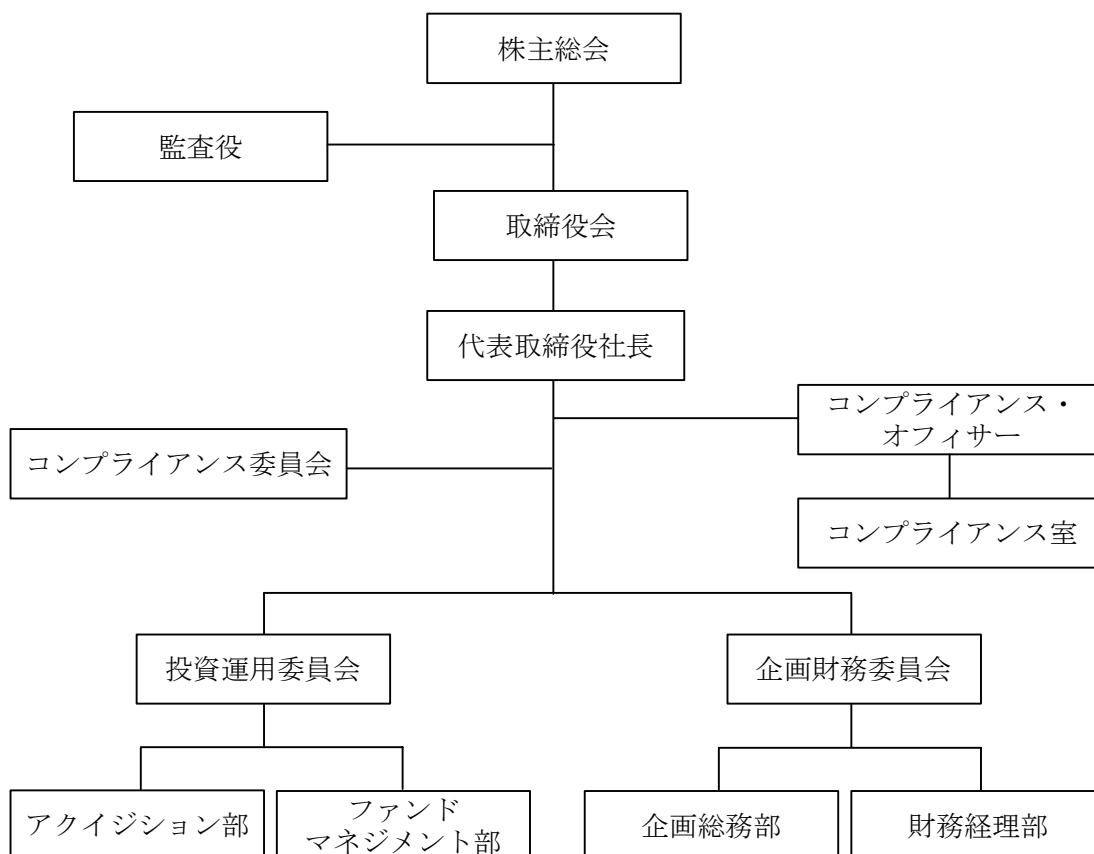 株主総会
監査役
取締役会
代表取締役社長
コンプライアンス・
オフィサー
コンプライアンス委員会
コンプライアンス室
投資運用委員会
企画財務委員会
アクイジション部
ファンド
マネジメント部
企画総務部
財務経理部